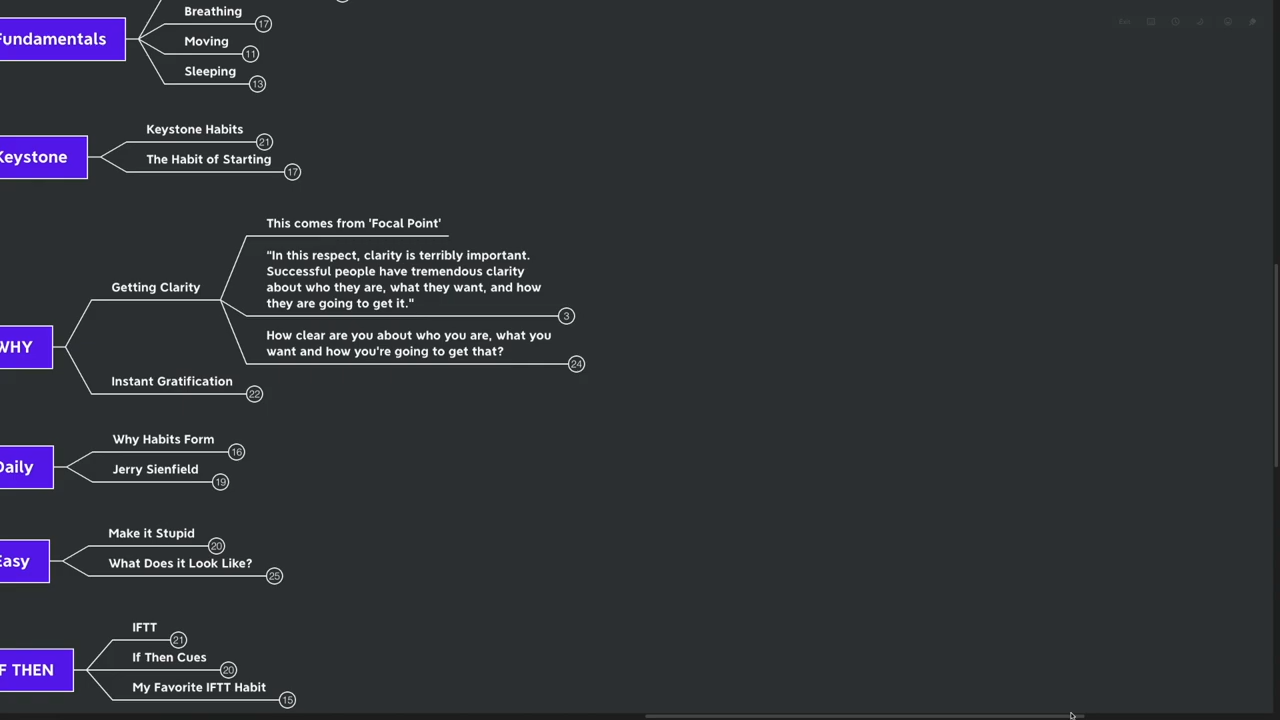 Fundamentals
Breathing
17
Moving
11
Sleeping
13
Keystone
Keystone Habits
21
The Habit of Starting
17
WHY
Getting Clarity
This comes from 'Focal Point'
"In this respect, clarity is terribly important.
Successful people have tremendous clarity
about who they are, what they want, and how
they are going to get it."
3
How clear are you about who you are, what you
want and how you're going to get that?
24
Instant Gratification
22
Daily
Why Habits Form
16
Jerry Sienfield
19
Easy
Make it Stupid
20
What Does it Look Like?
25
F THEN
IFTT
21
If Then Cues
20
My Favorite IFTT Habit
15